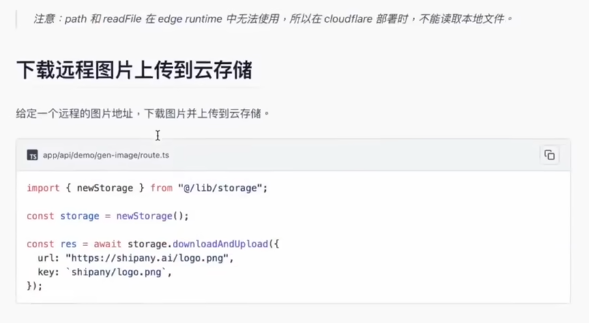 注意：path 和 readFile 在 edge runtime 中无法使用，所以在 cloudflare 部署时，不能读取本地文件。
下载远程图片上传到云存储
给定一个远程的图片地址，下载图片并上传到云存储。
TS app/api/demo/gen-image/route.ts
import { newStorage } from "@/lib/storage";
const storage = newStorage();
const res = await storage.downloadAndUpload({
  url: "https://shipany.ai/logo.png",
  key: `shipany/logo.png`,
});